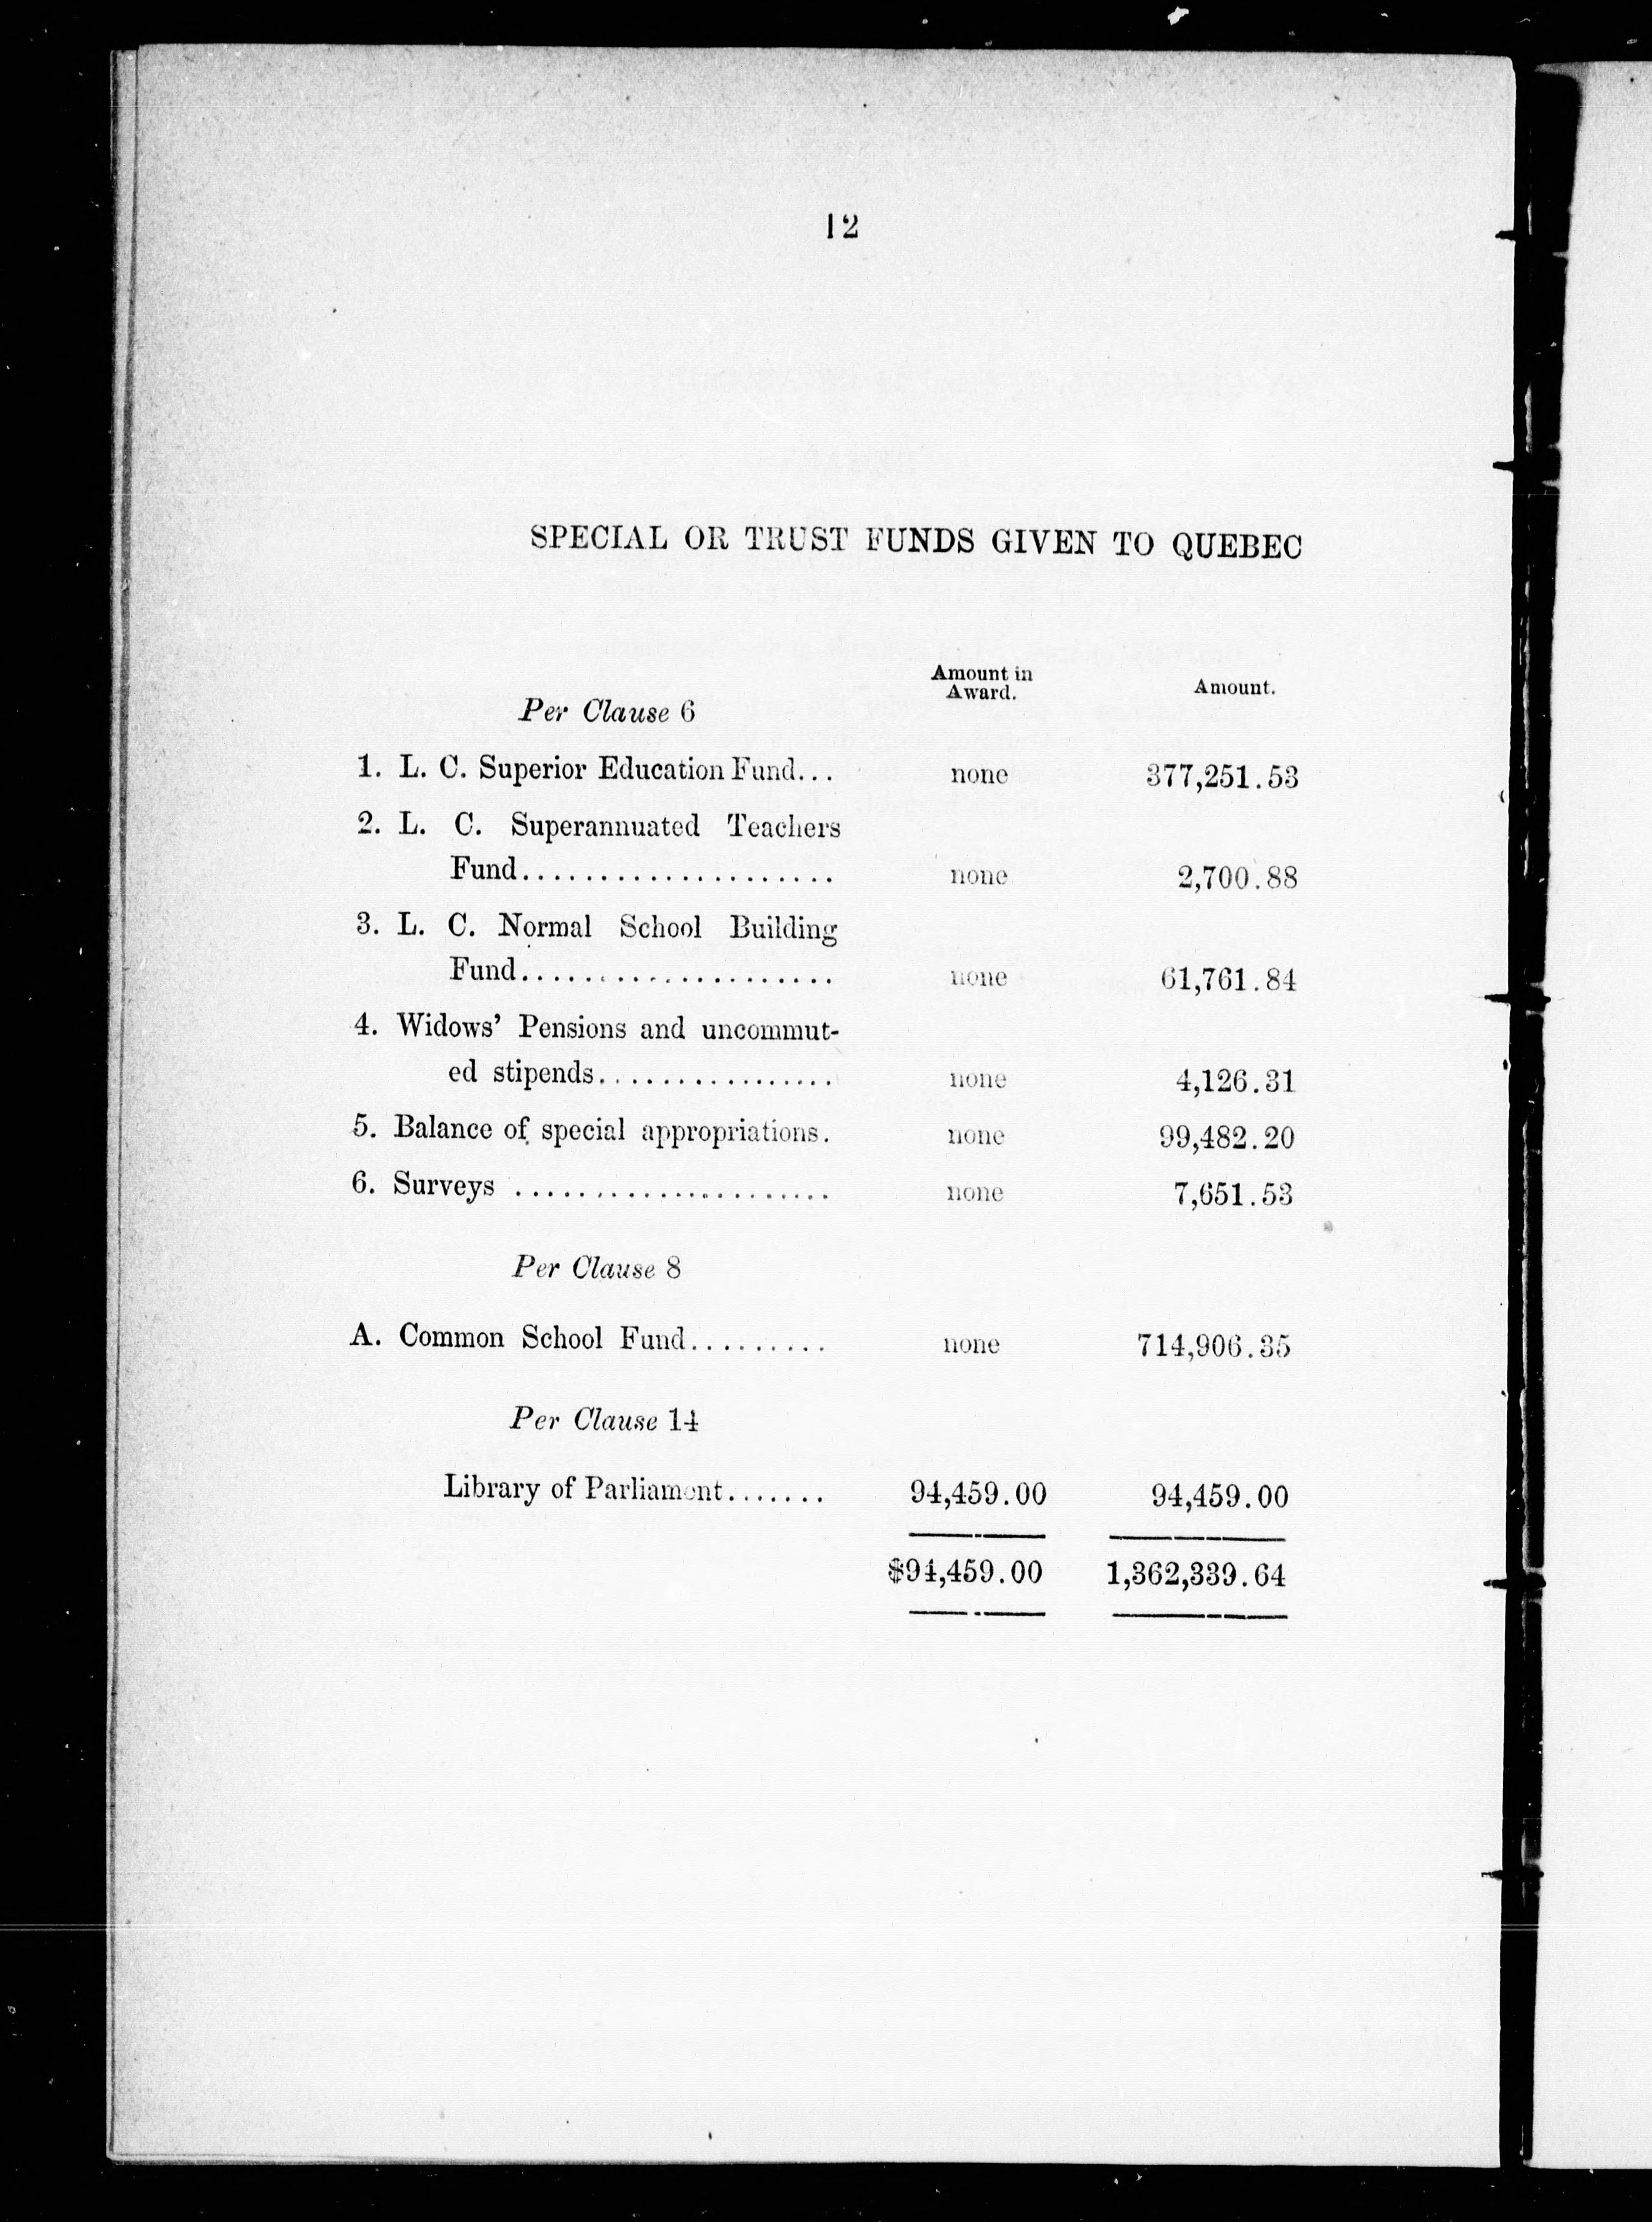 12
SPECIAL OR TRUST FUNDS GIVEN TO QUEBEC
Amount in Award. Amount.
Per Clause 6
1. L. C. Superior Education Fund... none 377,251.53
2. L. C. Superannuated Teachers
Fund.................... none 2,700.88
3. L. C. Normal School Building
Fund.................... none 61,761.84
4. Widows' Pensions and uncommut-
ed stipends............... none 4,126.31
5. Balance of special appropriations. none 99,482.20
6. Surveys .................... none 7,651.53
Per Clause 8
A. Common School Fund......... none 714,906.35
Per Clause 14
Library of Parliament....... 94,459.00 94,459.00
$94,459.00 1,362,339.64